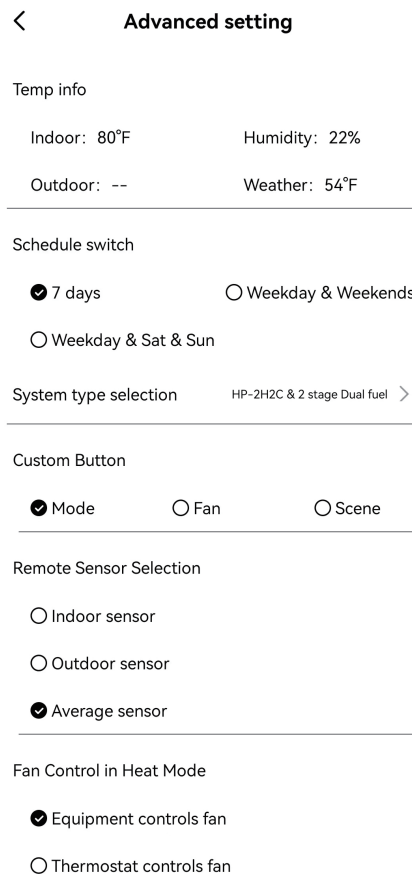 Advanced setting
Temp info
Indoor: 80°F Humidity: 22%
Outdoor: -- Weather: 54°F
Schedule switch
7 days Weekday & Weekends
Weekday & Sat & Sun
System type selection HP-2H2C & 2 stage Dual fuel
Custom Button
Mode Fan Scene
Remote Sensor Selection
Indoor sensor
Outdoor sensor
Average sensor
Fan Control in Heat Mode
Equipment controls fan
Thermostat controls fan